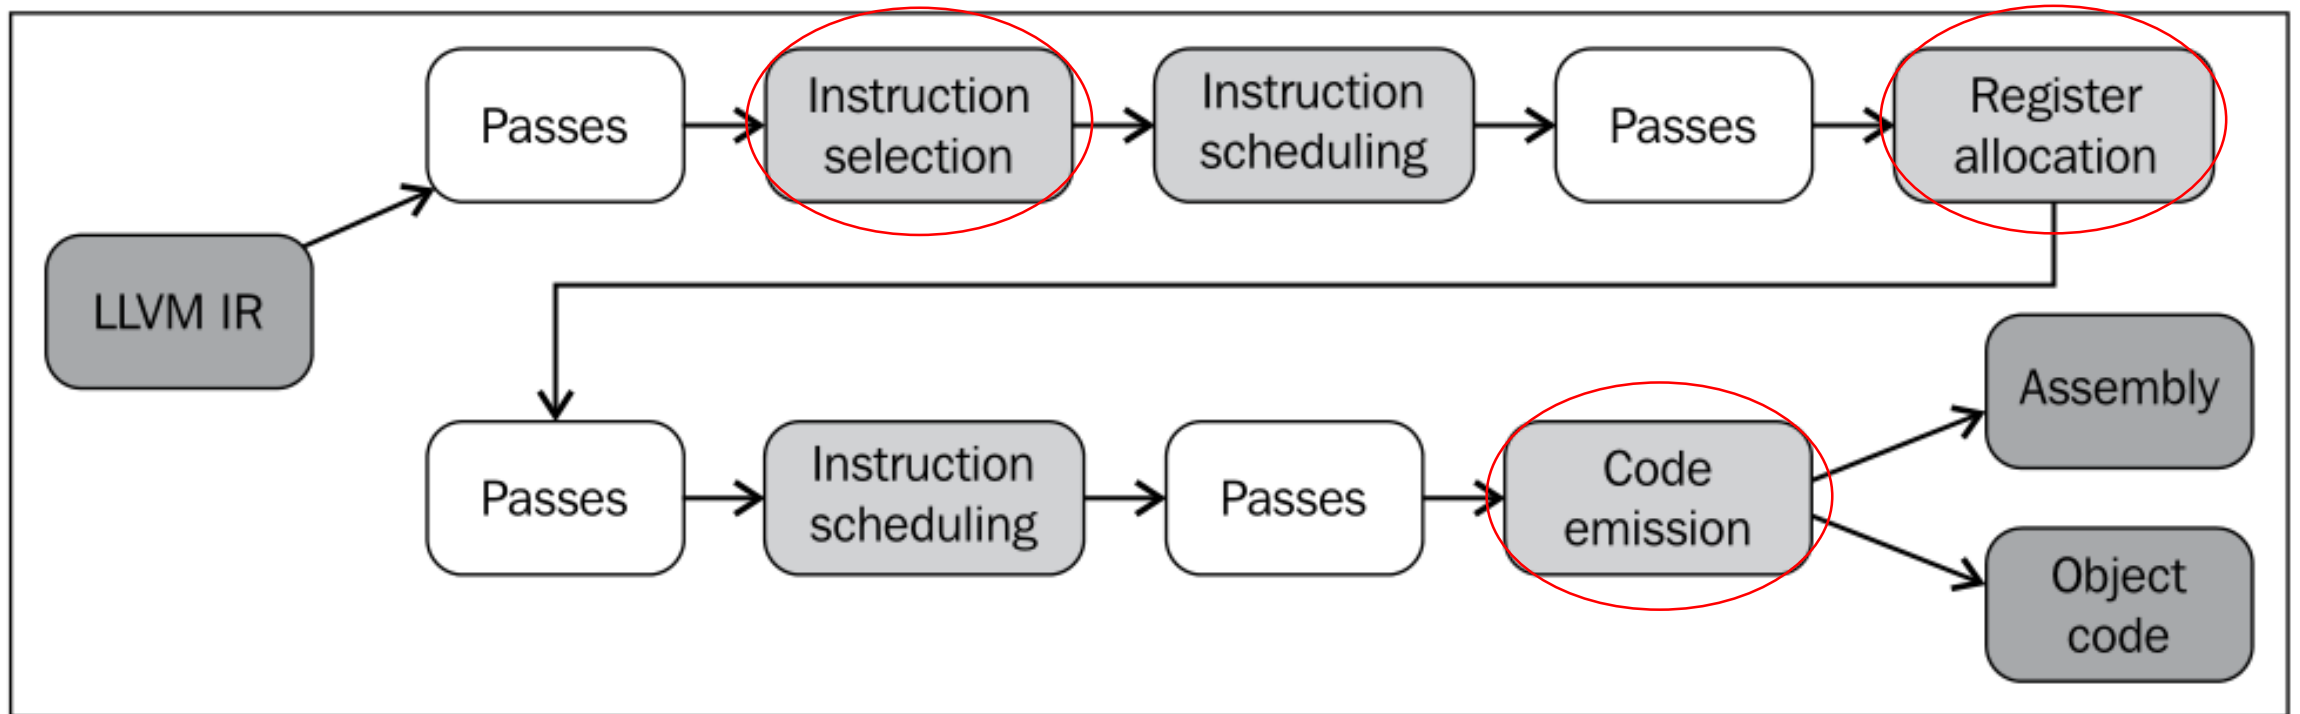 Passes
Instruction
selection
Instruction
scheduling
Passes
Register
allocation
LLVM IR
Passes
Instruction
scheduling
Passes
Code
emission
Assembly
Object
code